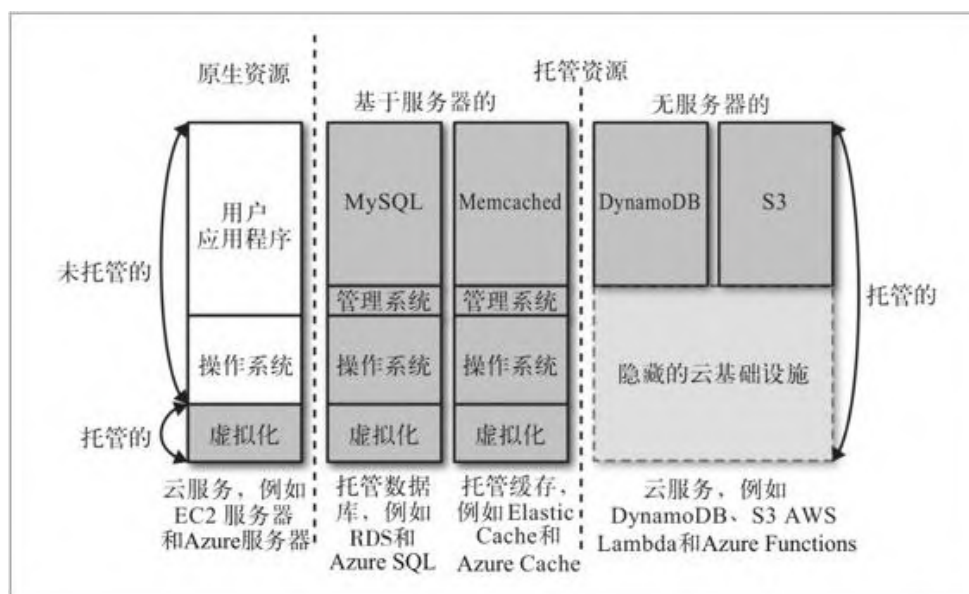 原生资源
托管资源
基于服务器的
无服务器的
未托管的
托管的
用户
应用程序
操作系统
虚拟化
MySQL
管理系统
操作系统
虚拟化
Memcached
管理系统
操作系统
虚拟化
DynamoDB
S3
隐藏的云基础设施
托管的
云服务，例如
EC2 服务器
和Azure服务器
托管数据
库，例如
RDS和
Azure SQL
托管缓存，
例如Elastic
Cache和
Azure Cache
云服务，例如
DynamoDB、S3 AWS
Lambda和Azure Functions